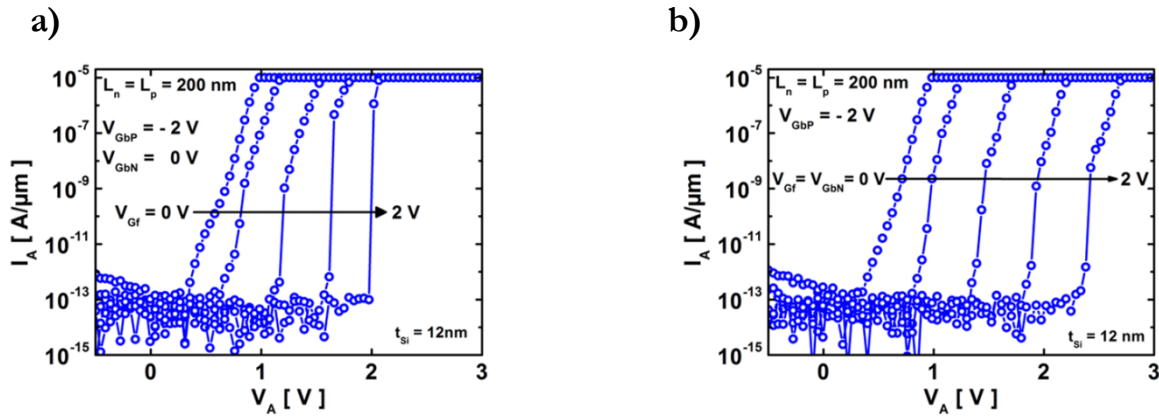 a)
10⁻⁵
10⁻⁷
10⁻⁹
10⁻¹¹
10⁻¹³
10⁻¹⁵
I_A [ A/µm ]
L_n = L_p = 200 nm
V_GbP = - 2 V
V_GbN = 0 V
V_Gf = 0 V
2 V
t_Si = 12nm
0 1 2 3
V_A [ V ]
b)
10⁻⁵
10⁻⁷
10⁻⁹
10⁻¹¹
10⁻¹³
10⁻¹⁵
I_A [ A/µm ]
L_n = L_p = 200 nm
V_GbP = - 2 V
V_Gf = V_GbN = 0 V
2 V
t_Si = 12 nm
0 1 2 3
V_A [ V ]